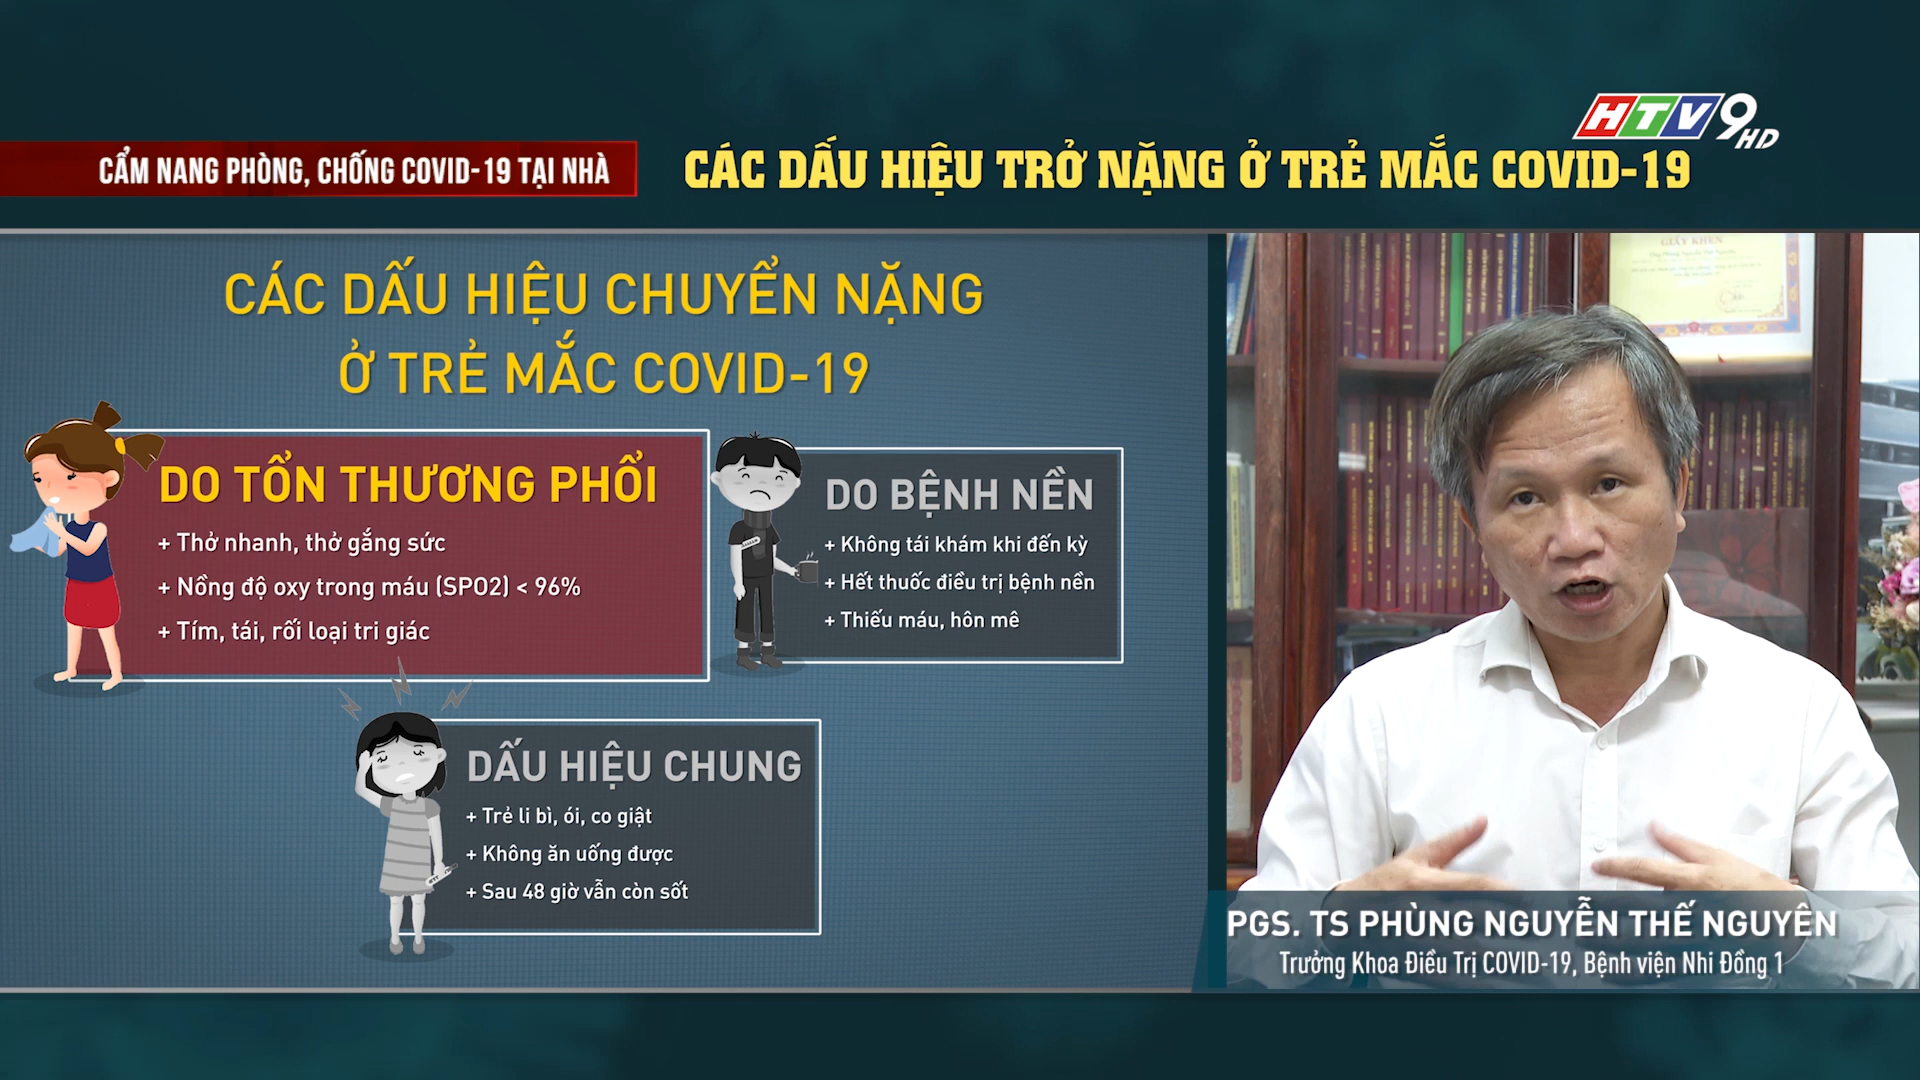 HTV9 HD
CẨM NANG PHÒNG, CHỐNG COVID-19 TẠI NHÀ
CÁC DẤU HIỆU TRỞ NẶNG Ở TRẺ MẮC COVID-19
CÁC DẤU HIỆU CHUYỂN NẶNG
Ở TRẺ MẮC COVID-19
DO TỔN THƯƠNG PHỔI
+ Thở nhanh, thở gắng sức
+ Nồng độ oxy trong máu (SPO2) < 96%
+ Tím, tái, rối loại tri giác
DO BỆNH NỀN
+ Không tái khám khi đến kỳ
+ Hết thuốc điều trị bệnh nền
+ Thiếu máu, hôn mê
DẤU HIỆU CHUNG
+ Trẻ li bì, ói, co giật
+ Không ăn uống được
+ Sau 48 giờ vẫn còn sốt
GIẤY KHEN
PGS. TS PHÙNG NGUYỄN THẾ NGUYÊN
Trưởng Khoa Điều Trị COVID-19, Bệnh viện Nhi Đồng 1